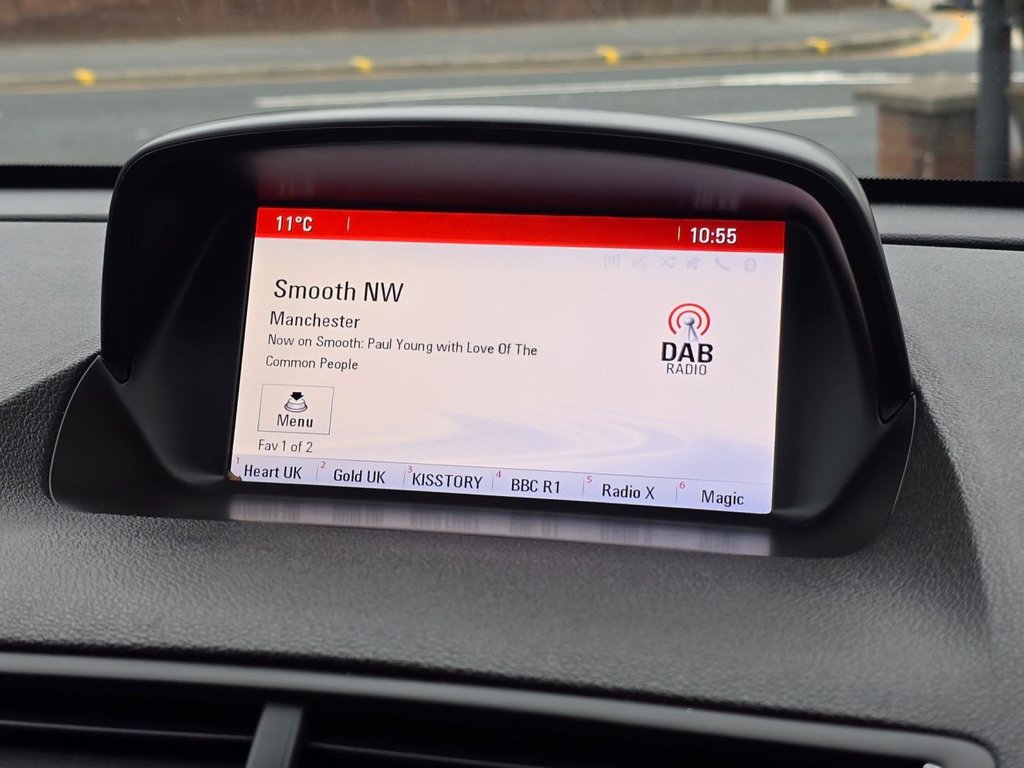 11°C
10:55
Smooth NW
Manchester
Now on Smooth: Paul Young with Love Of The
Common People
DAB
RADIO
Menu
Fav 1 of 2
1 Heart UK 2 Gold UK 3 KISSTORY 4 BBC R1 5 Radio X 6 Magic